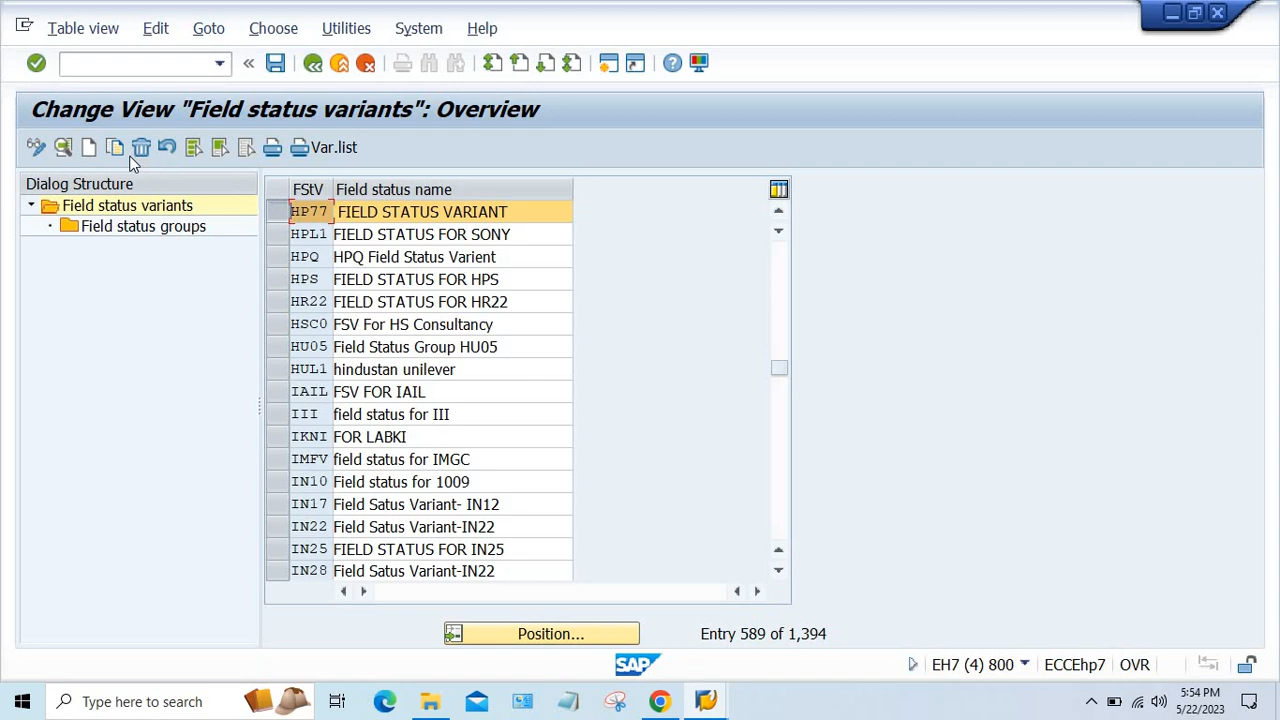 Table view Edit Goto Choose Utilities System Help
Change View "Field status variants": Overview
Var.list
Dialog Structure
Field status variants
Field status groups
FStV Field status name
HP77 FIELD STATUS VARIANT
HPL1 FIELD STATUS FOR SONY
HPQ HPQ Field Status Varient
HPS FIELD STATUS FOR HPS
HR22 FIELD STATUS FOR HR22
HSC0 FSV For HS Consultancy
HU05 Field Status Group HU05
HUL1 hindustan unilever
IAIL FSV FOR IAIL
III field status for III
IKNI FOR LABKI
IMFV field status for IMGC
IN10 Field status for 1009
IN17 Field Satus Variant- IN12
IN22 Field Satus Variant-IN22
IN25 FIELD STATUS FOR IN25
IN28 Field Satus Variant-IN22
Position... Entry 589 of 1,394
SAP EH7 (4) 800 ECCEhp7 OVR
Type here to search
5:54 PM
5/22/2023